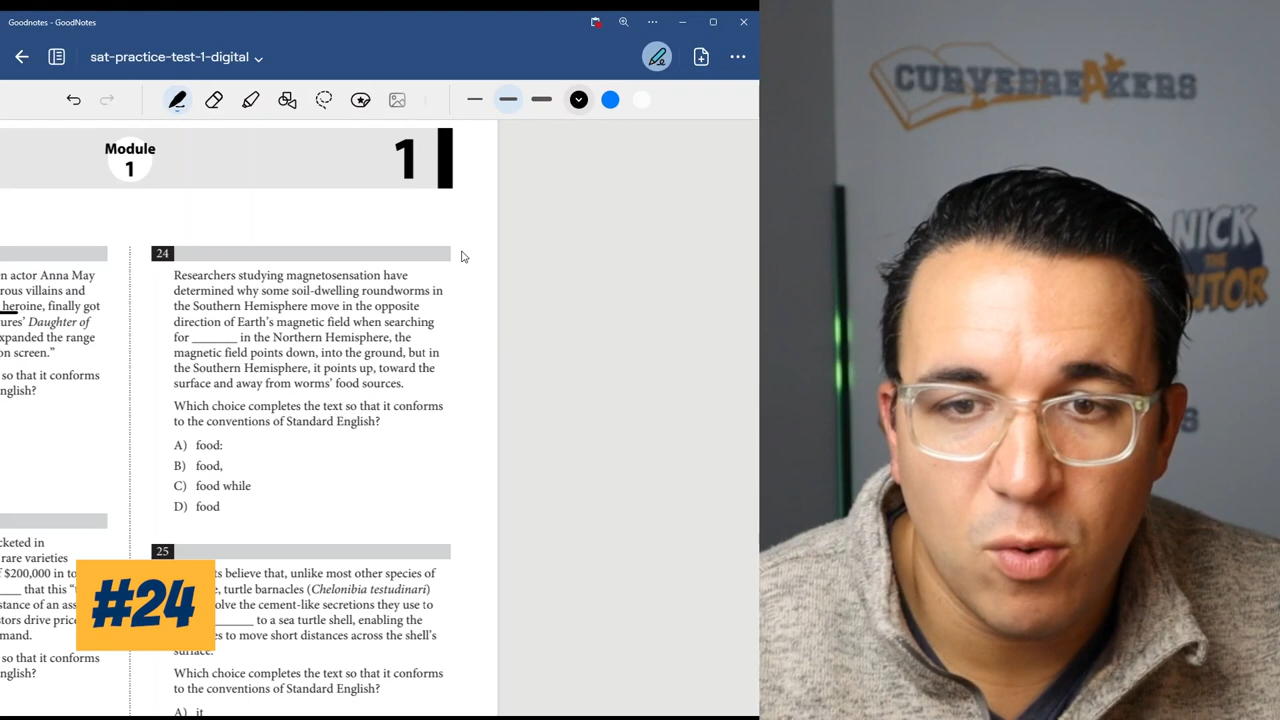 Goodnotes - GoodNotes
sat-practice-test-1-digital
Module
1
1
n actor Anna May
rous villains and
heroine, finally got
ures' Daughter of
xpanded the range
on screen."
so that it conforms
nglish?
cketed in
rare varieties
f $200,000 in to
that this "t
stance of an ass
stors drive price
mand.
so that it conforms
nglish?
24
Researchers studying magnetosensation have
determined why some soil-dwelling roundworms in
the Southern Hemisphere move in the opposite
direction of Earth's magnetic field when searching
for _______ in the Northern Hemisphere, the
magnetic field points down, into the ground, but in
the Southern Hemisphere, it points up, toward the
surface and away from worms' food sources.
Which choice completes the text so that it conforms
to the conventions of Standard English?
A) food:
B) food,
C) food while
D) food
25
ts believe that, unlike most other species of
e, turtle barnacles (Chelonibia testudinari)
olve the cement-like secretions they use to
_______ to a sea turtle shell, enabling the
es to move short distances across the shell's
surface.
Which choice completes the text so that it conforms
to the conventions of Standard English?
A) it
#24
CURVEBREAKERS
NICK
THE
TUTOR